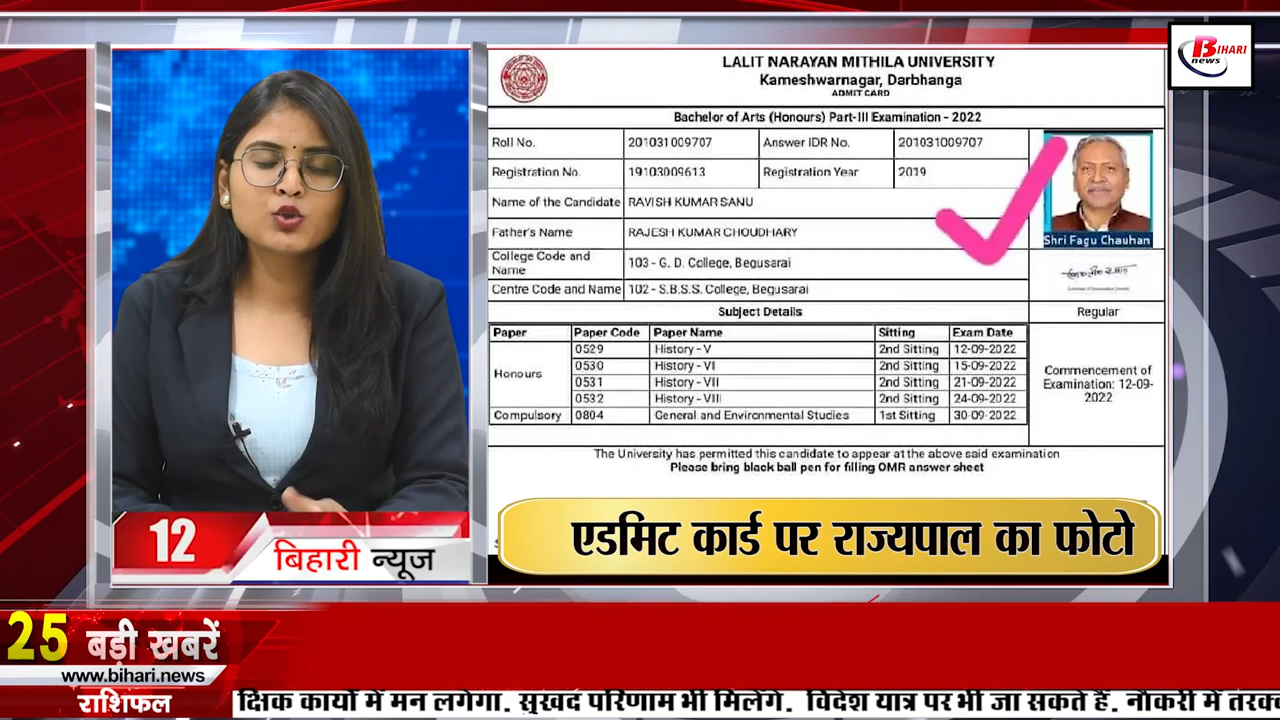 BIHARI
news
LALIT NARAYAN MITHILA UNIVERSITY
Kameshwarnagar, Darbhanga
ADMIT CARD
Bachelor of Arts (Honours) Part-III Examination - 2022
Roll No. 201031009707 Answer IDR No. 201031009707
Registration No. 19103009613 Registration Year 2019
Name of the Candidate RAVISH KUMAR SANU
Father's Name RAJESH KUMAR CHOUDHARY
Shri Fagu Chauhan
College Code and Name 103 - G. D. College, Begusarai
Centre Code and Name 102 - S.B.S.S. College, Begusarai
Subject Details Regular
Paper Paper Code Paper Name Sitting Exam Date
Honours
0529 History - V 2nd Sitting 12-09-2022
0530 History - VI 2nd Sitting 15-09-2022
0531 History - VII 2nd Sitting 21-09-2022
0532 History - VIII 2nd Sitting 24-09-2022
Compulsory 0804 General and Environmental Studies 1st Sitting 30-09-2022
Commencement of
Examination: 12-09-
2022
The University has permitted this candidate to appear at the above said examination
Please bring black ball pen for filling OMR answer sheet
एडमिट कार्ड पर राज्यपाल का फोटो
12
बिहारी न्यूज
25 बड़ी खबरें
www.bihari.news
राशिफल
क्षिक कार्यो में मन लगेगा. सुखद परिणाम भी मिलेंगे. विदेश यात्र पर भी जा सकते हैं. नौकरी में तरक्